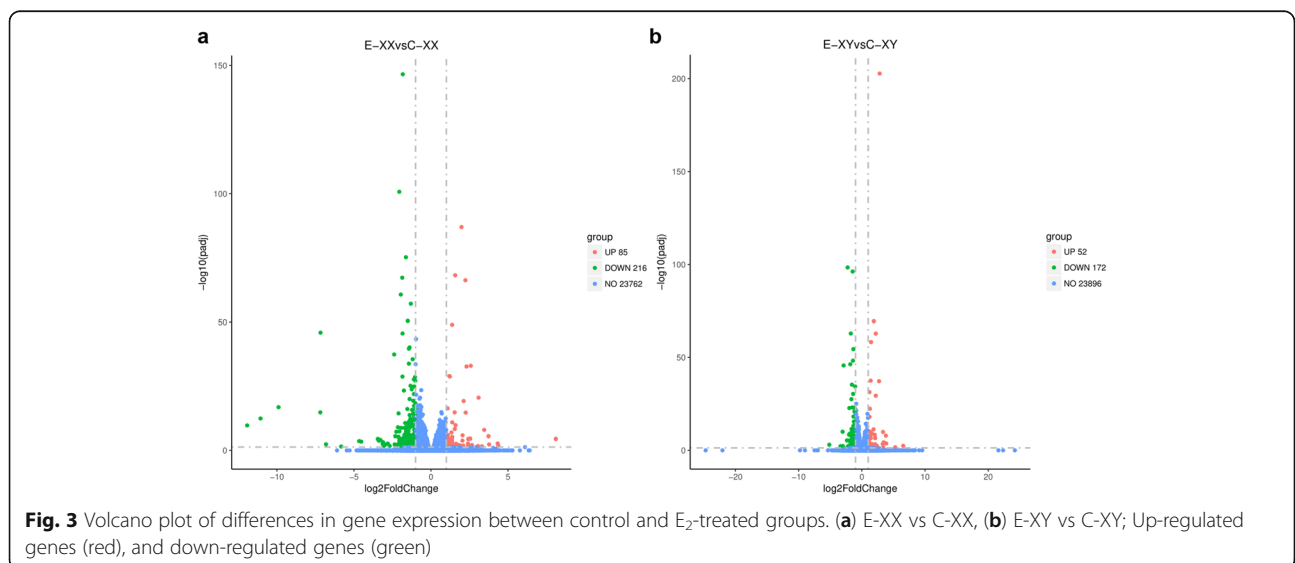 a
E-XXvsC-XX
150
100
50
0
-10
-5
0
5
-log10(padj)
log2FoldChange
group
UP 85
DOWN 216
NO 23762
b
E-XYvsC-XY
200
150
100
50
0
-20
-10
0
10
20
-log10(padj)
log2FoldChange
group
UP 52
DOWN 172
NO 23896
Fig. 3 Volcano plot of differences in gene expression between control and E₂-treated groups. (a) E-XX vs C-XX, (b) E-XY vs C-XY; Up-regulated
genes (red), and down-regulated genes (green)